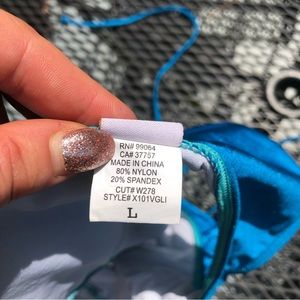 RN# 99064
CA# 37757
MADE IN CHINA
80% NYLON
20% SPANDEX
CUT# W278
STYLE# X101VGLI
L